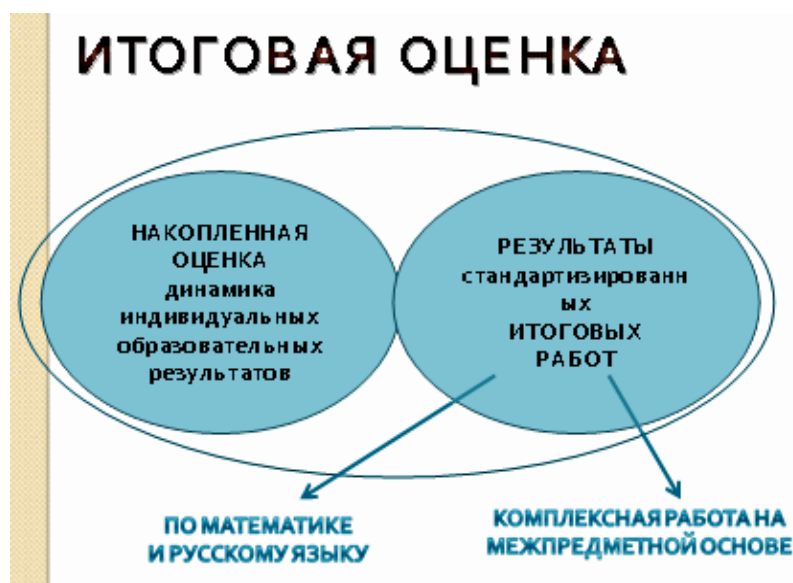 ИТОГОВАЯ ОЦЕНКА
НАКОПЛЕННАЯ
ОЦЕНКА
динамика
индивидуальных
образовательных
результатов
РЕЗУЛЬТАТЫ
стандартизированн
ых
ИТОГОВЫХ
РАБОТ
ПО МАТЕМАТИКЕ
И РУССКОМУ ЯЗЫКУ
КОМПЛЕКСНАЯ РАБОТА НА
МЕЖПРЕДМЕТНОЙ ОСНОВЕ